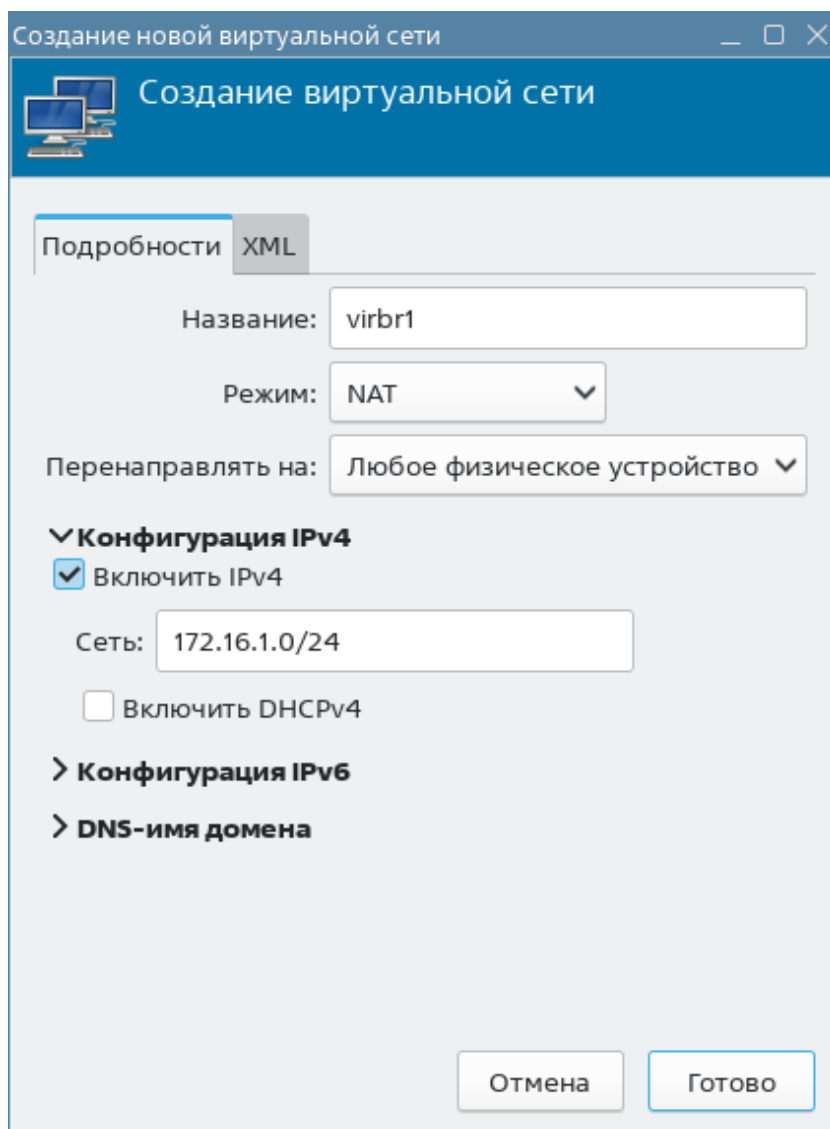 Создание новой виртуальной сети
Создание виртуальной сети
Подробности XML
Название: virbr1
Режим: NAT
Перенаправлять на: Любое физическое устройство
Конфигурация IPv4
Включить IPv4
Сеть: 172.16.1.0/24
Включить DHCPv4
Конфигурация IPv6
DNS-имя домена
Отмена Готово